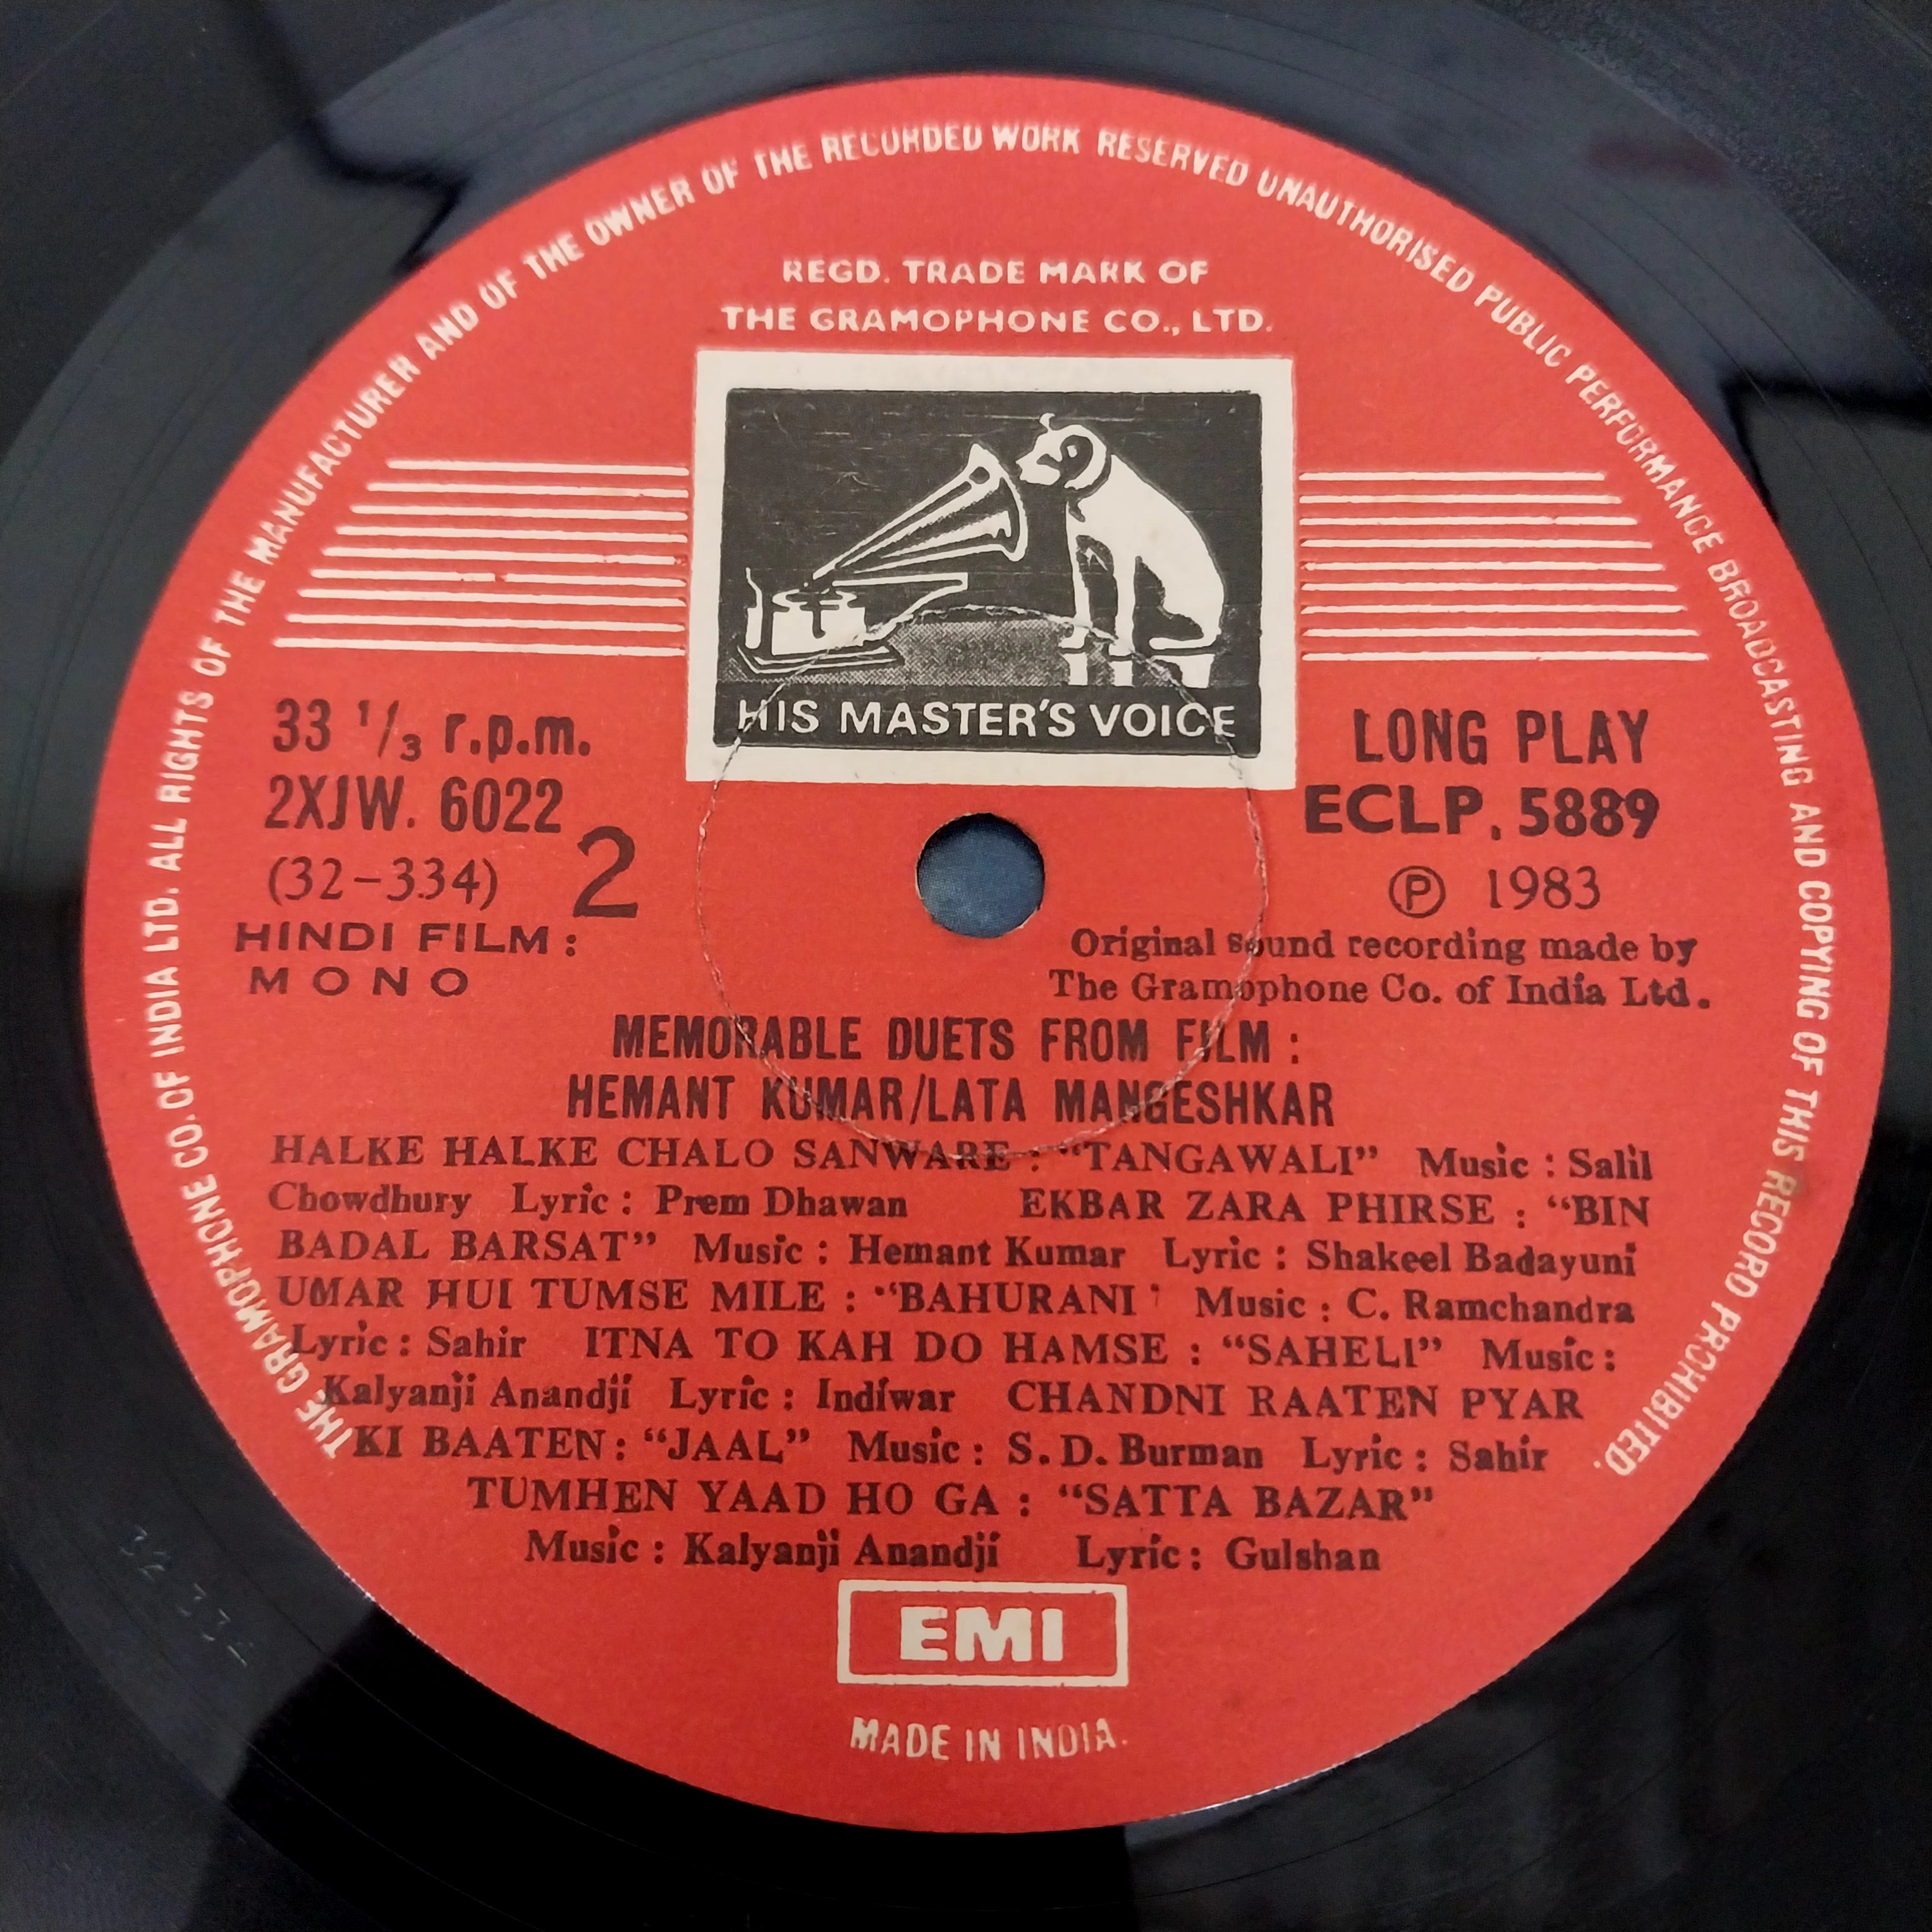 THE GRAMOPHONE CO. OF INDIA LTD. ALL RIGHTS OF THE MANUFACTURER AND OF THE OWNER OF THE RECORDED WORK RESERVED UNAUTHORISED PUBLIC PERFORMANCE BROADCASTING AND COPYING OF THIS RECORD PROHIBITED.
REGD. TRADE MARK OF
THE GRAMOPHONE CO., LTD.
HIS MASTER'S VOICE
33 1/3 r.p.m.
2XJW. 6022
(32-334)
2
HINDI FILM :
MONO
LONG PLAY
ECLP. 5889
℗ 1983
Original sound recording made by
The Gramophone Co. of India Ltd.
MEMORABLE DUETS FROM FILM :
HEMANT KUMAR/LATA MANGESHKAR
HALKE HALKE CHALO SANWARE : "TANGAWALI" Music : Salil
Chowdhury Lyric : Prem Dhawan EKBAR ZARA PHIRSE : "BIN
BADAL BARSAT" Music : Hemant Kumar Lyric : Shakeel Badayuni
UMAR HUI TUMSE MILE : "BAHURANI' Music : C. Ramchandra
Lyric : Sahir ITNA TO KAH DO HAMSE : "SAHELI" Music :
Kalyanji Anandji Lyric : Indiwar CHANDNI RAATEN PYAR
KI BAATEN : "JAAL" Music : S. D. Burman Lyric : Sahir
TUMHEN YAAD HO GA : "SATTA BAZAR"
Music : Kalyanji Anandji Lyric : Gulshan
EMI
MADE IN INDIA.
32 334